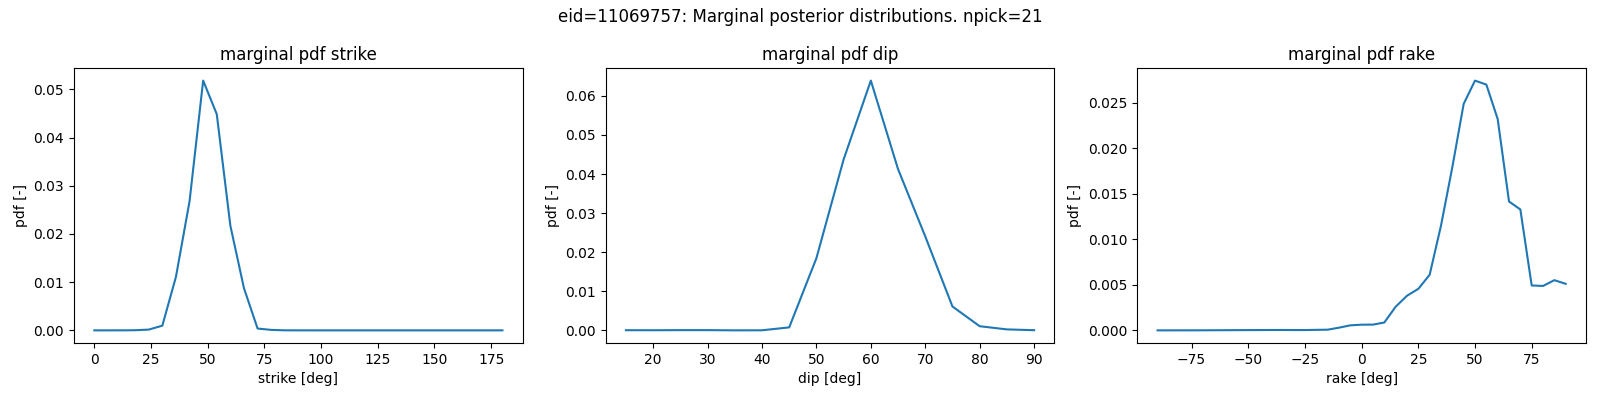 eid=11069757: Marginal posterior distributions. npick=21
marginal pdf strike
marginal pdf dip
marginal pdf rake
0.05
0.04
0.03
0.02
0.01
0.00
pdf [-]
0 25 50 75 100 125 150 175
strike [deg]
0.06
0.05
0.04
0.03
0.02
0.01
0.00
pdf [-]
20 30 40 50 60 70 80 90
dip [deg]
0.025
0.020
0.015
0.010
0.005
0.000
pdf [-]
−75 −50 −25 0 25 50 75
rake [deg]